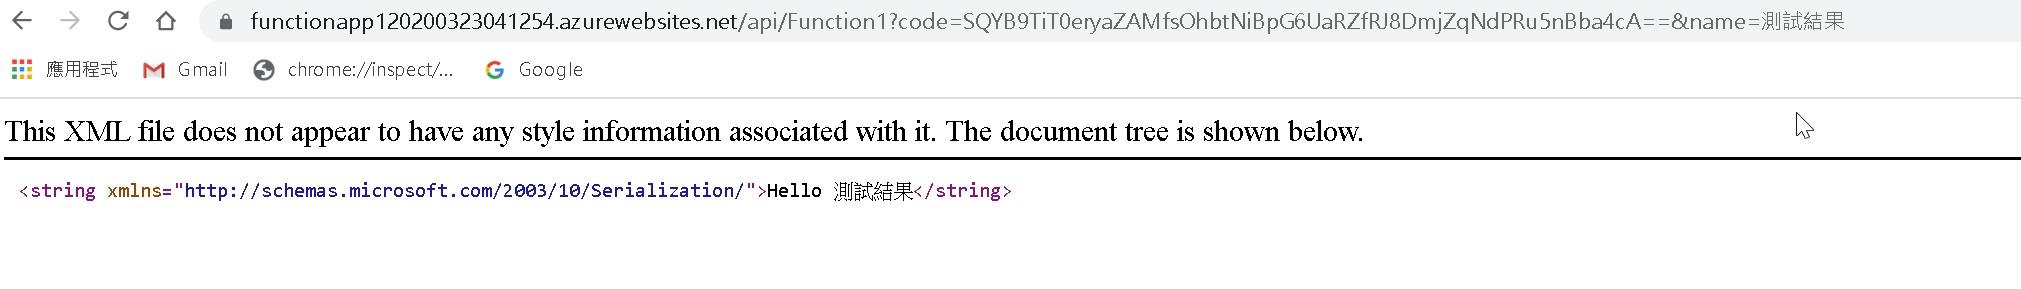 functionapp120200323041254.azurewebsites.net/api/Function1?code=SQYB9TiT0eryaZAMfsOhbtNiBpG6UaRZfRJ8DmjZqNdPRu5nBba4cA==&name=測試結果
應用程式 Gmail chrome://inspect/... Google
This XML file does not appear to have any style information associated with it. The document tree is shown below.
<string xmlns="http://schemas.microsoft.com/2003/10/Serialization/">Hello 測試結果</string>